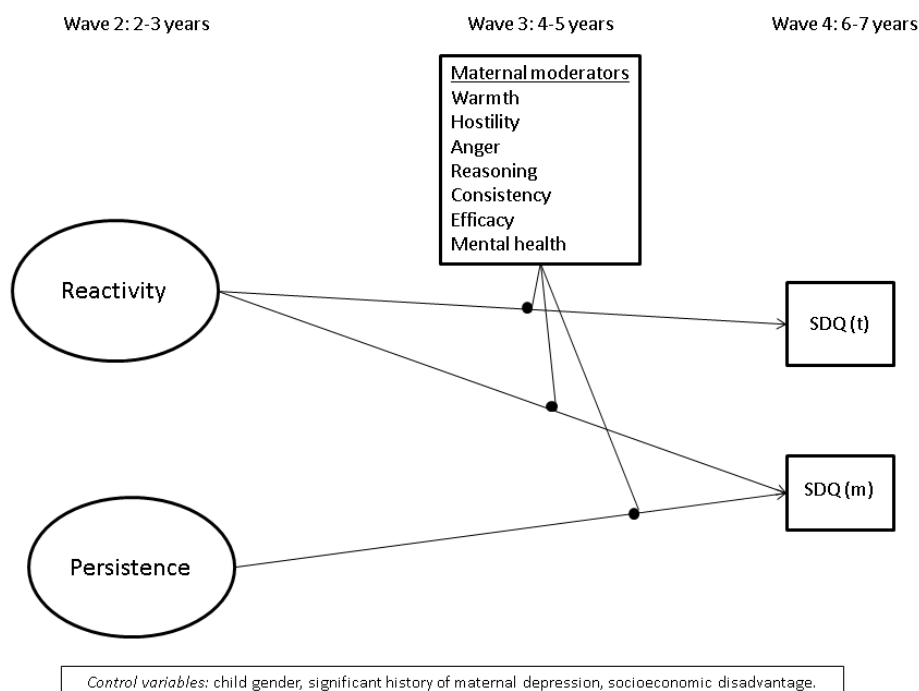 Wave 2: 2-3 years
Wave 3: 4-5 years
Wave 4: 6-7 years
Maternal moderators
Warmth
Hostility
Anger
Reasoning
Consistency
Efficacy
Mental health
Reactivity
SDQ (t)
SDQ (m)
Persistence
Control variables: child gender, significant history of maternal depression, socioeconomic disadvantage.